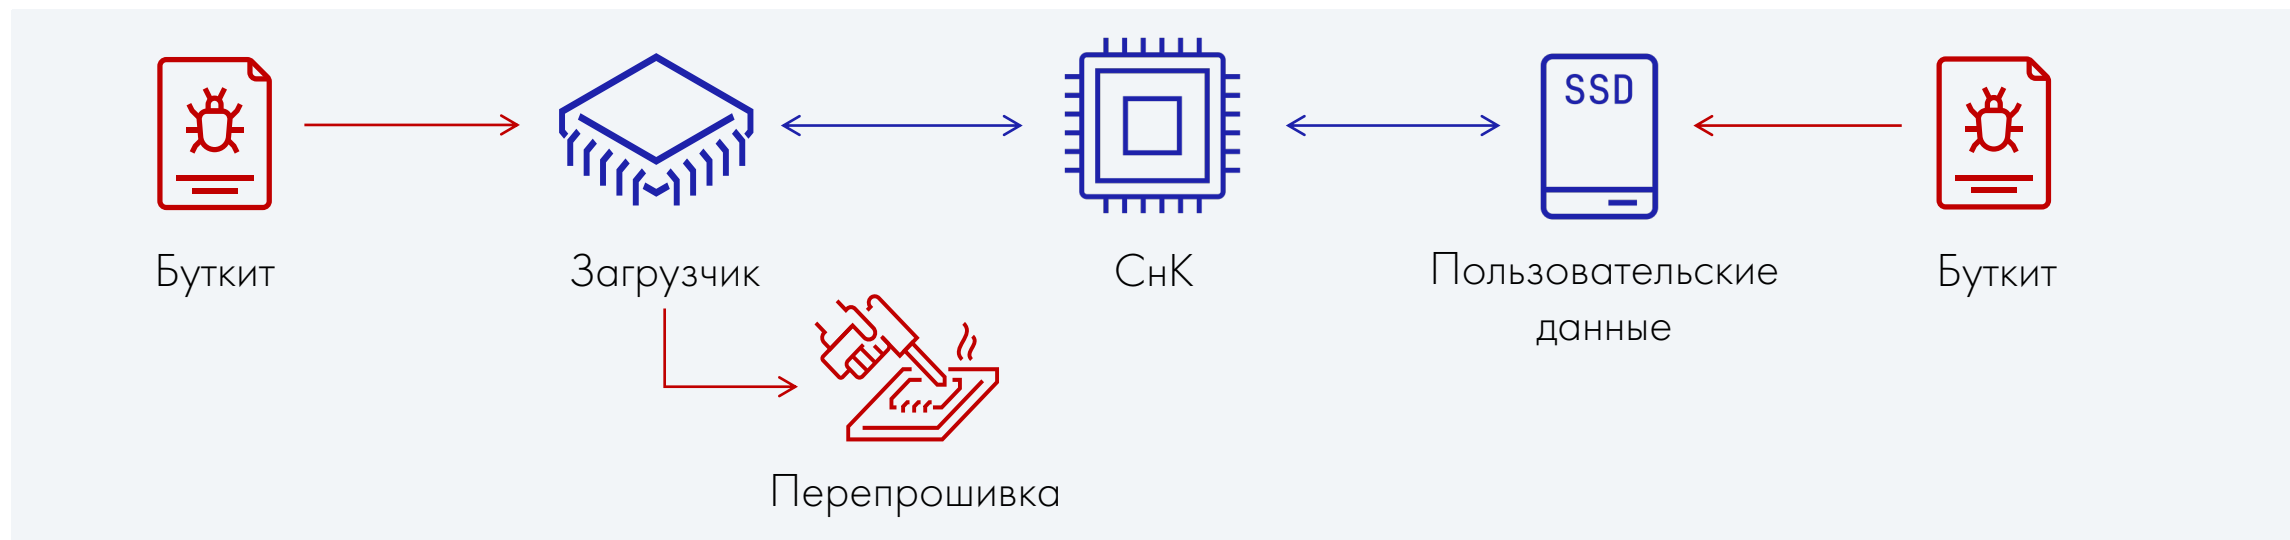 SSD
Буткит
Загрузчик
СнК
Пользовательские
данные
Буткит
Перепрошивка